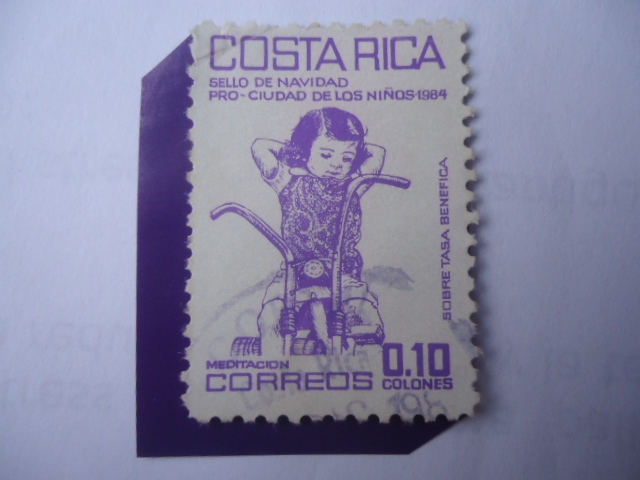 COSTA RICA
SELLO DE NAVIDAD
PRO-CIUDAD DE LOS NIÑOS-1984
SOBRE TASA BENEFICA
MEDITACION
CORREOS
0.10
COLONES